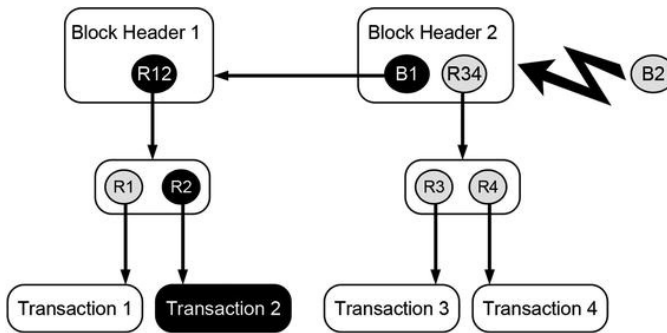 Block Header 1
Block Header 2
R12
B1
R34
B2
R1
R2
R3
R4
Transaction 1
Transaction 2
Transaction 3
Transaction 4